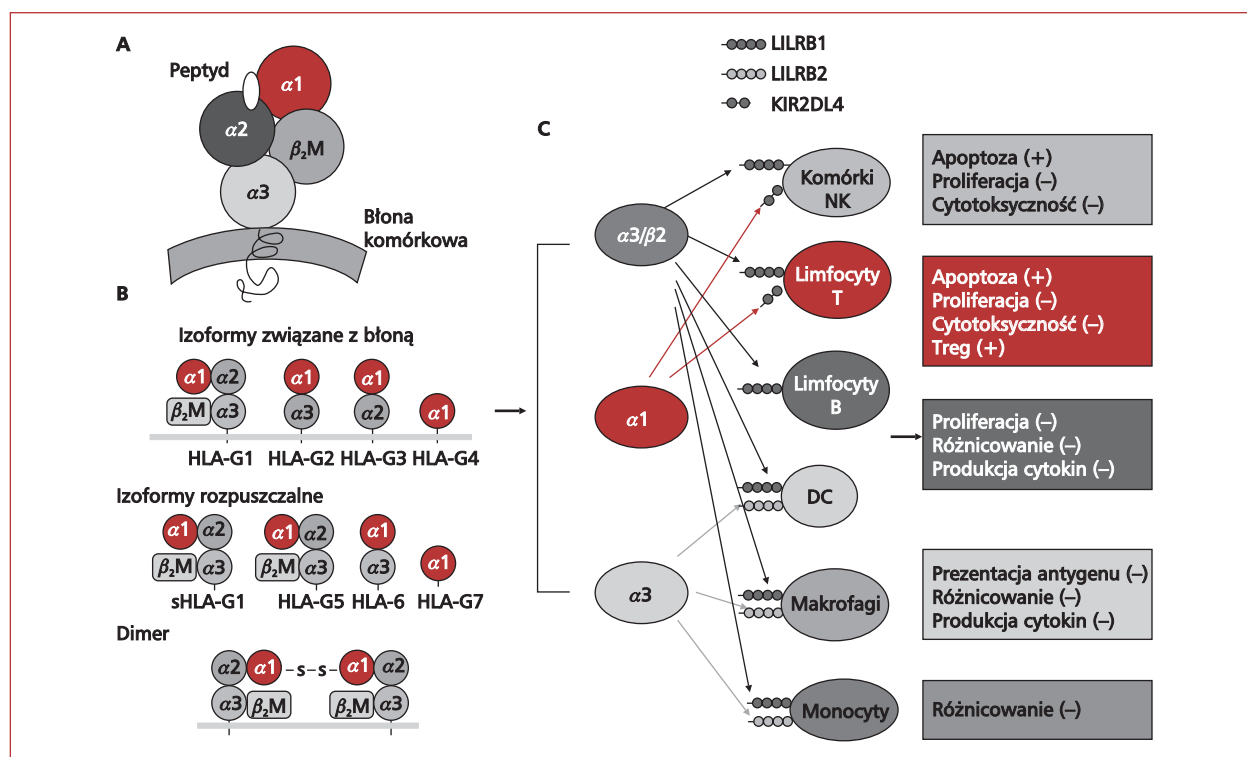 A
Peptyd
α1
α2
β₂M
α3
Błona
komórkowa
B
Izoformy związane z błoną
α1 α2
β₂M α3
α1
α3
α1
α2
α1
HLA-G1 HLA-G2 HLA-G3 HLA-G4
Izoformy rozpuszczalne
α1 α2
β₂M α3
α1 α2
β₂M α3
α1
α3
α1
sHLA-G1 HLA-G5 HLA-6 HLA-G7
Dimer
α2 α1 –s–s– α1 α2
α3 β₂M β₂M α3
LILRB1
LILRB2
KIR2DL4
C
α3/β2
α1
α3
Komórki
NK
Limfocyty
T
Limfocyty
B
DC
Makrofagi
Monocyty
Apoptoza (+)
Proliferacja (–)
Cytotoksyczność (–)
Apoptoza (+)
Proliferacja (–)
Cytotoksyczność (–)
Treg (+)
Proliferacja (–)
Różnicowanie (–)
Produkcja cytokin (–)
Prezentacja antygenu (–)
Różnicowanie (–)
Produkcja cytokin (–)
Różnicowanie (–)